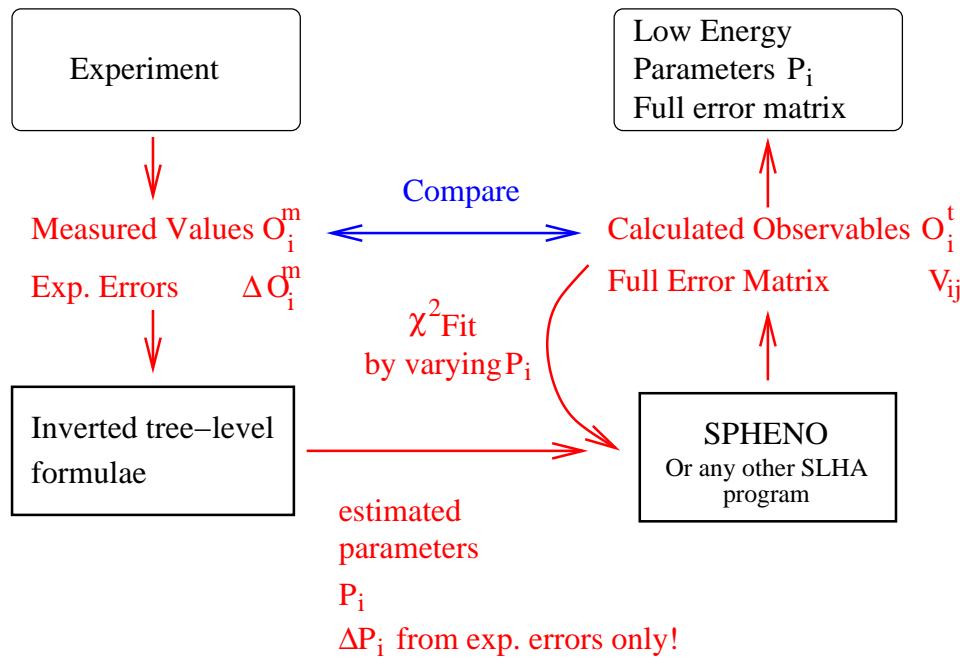 Experiment
Low Energy
Parameters P_i
Full error matrix
Compare
Measured Values O_i^m
Exp. Errors Δ O_i^m
Calculated Observables O_i^t
Full Error Matrix V_ij
χ² Fit
by varying P_i
Inverted tree−level
formulae
SPHENO
Or any other SLHA
program
estimated
parameters
P_i
ΔP_i from exp. errors only!